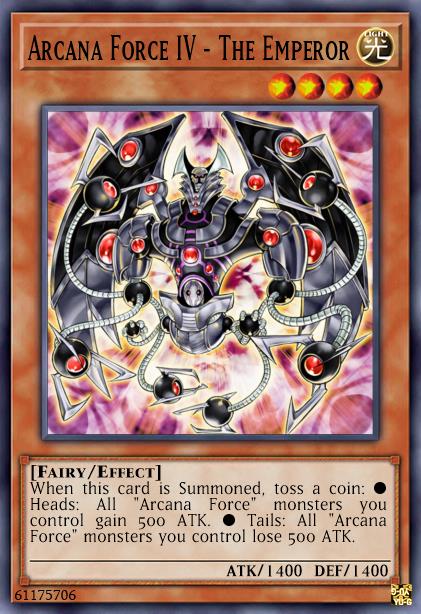 ARCANA FORCE IV - THE EMPEROR
LIGHT
光
[FAIRY/EFFECT]
When this card is Summoned, toss a coin: ●
Heads: All "Arcana Force" monsters you
control gain 500 ATK. ● Tails: All "Arcana
Force" monsters you control lose 500 ATK.
ATK/1400 DEF/1400
61175706